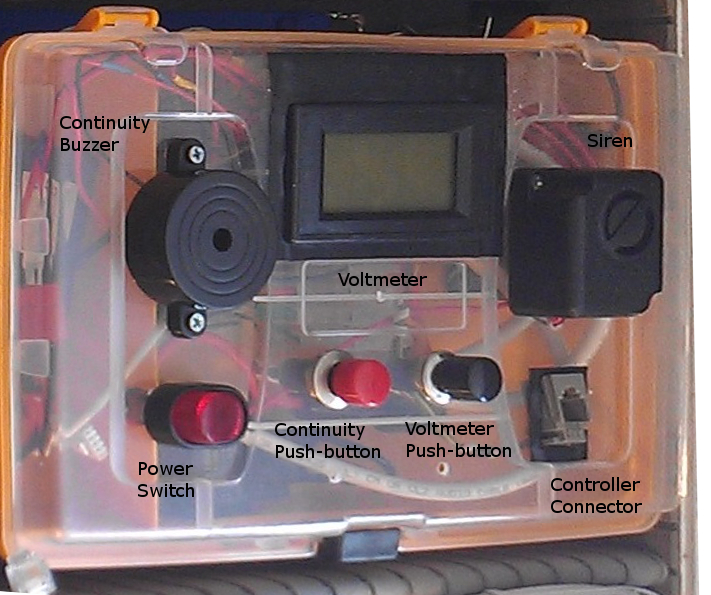 Continuity
Buzzer
Siren
Voltmeter
Continuity
Push-button
Voltmeter
Push-button
Power
Switch
Controller
Connector